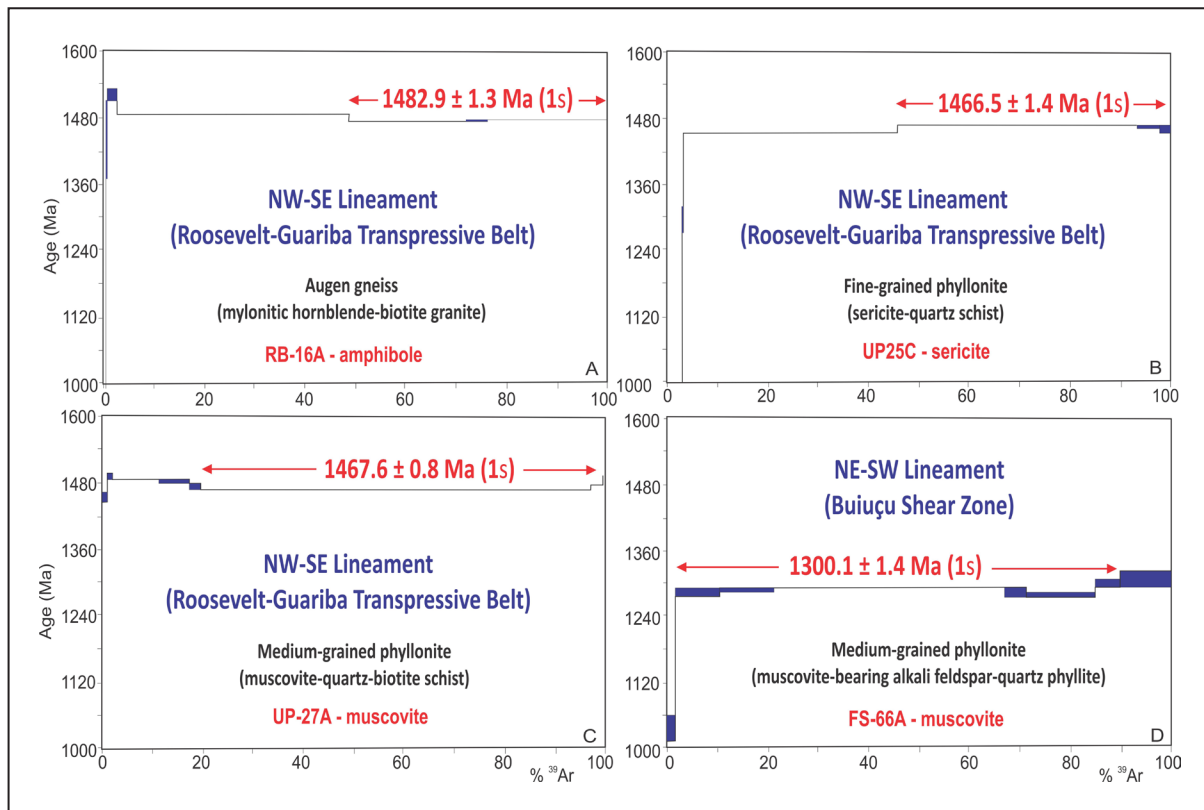 1600
1480
1360
1240
1120
1000
Age (Ma)
1482.9 ± 1.3 Ma (1s)
NW-SE Lineament
(Roosevelt-Guariba Transpressive Belt)
Augen gneiss
(mylonitic hornblende-biotite granite)
RB-16A - amphibole
A
0 20 40 60 80 100
1600
1480
1360
1240
1120
1000
1466.5 ± 1.4 Ma (1s)
NW-SE Lineament
(Roosevelt-Guariba Transpressive Belt)
Fine-grained phyllonite
(sericite-quartz schist)
UP25C - sericite
B
0 20 40 60 80 100
1600
1480
1360
1240
1120
1000
Age (Ma)
1467.6 ± 0.8 Ma (1s)
NW-SE Lineament
(Roosevelt-Guariba Transpressive Belt)
Medium-grained phyllonite
(muscovite-quartz-biotite schist)
UP-27A - muscovite
C
0 20 40 60 80 100
% ³⁹Ar
1600
1480
1360
1240
1120
1000
NE-SW Lineament
(Buiuçu Shear Zone)
1300.1 ± 1.4 Ma (1s)
Medium-grained phyllonite
(muscovite-bearing alkali feldspar-quartz phyllite)
FS-66A - muscovite
D
0 20 40 60 80 100
% ³⁹Ar